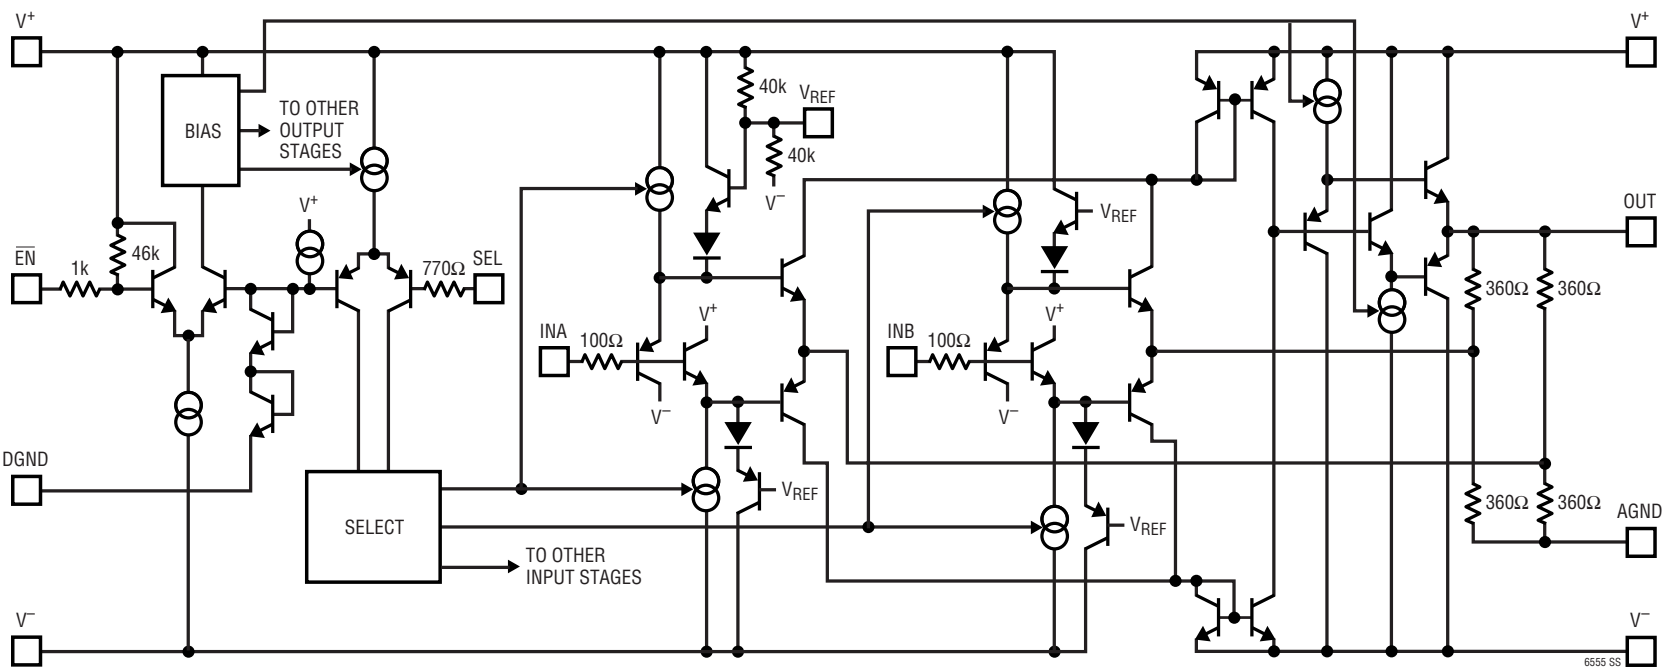 V+
V+
BIAS
TO OTHER
OUTPUT
STAGES
40k
VREF
40k
V−
V+
VREF
OUT
EN
1k
46k
770Ω
SEL
360Ω
360Ω
INA
100Ω
V+
INB
100Ω
V+
V−
V−
DGND
VREF
360Ω
360Ω
AGND
SELECT
VREF
TO OTHER
INPUT STAGES
V−
V−
6555 SS